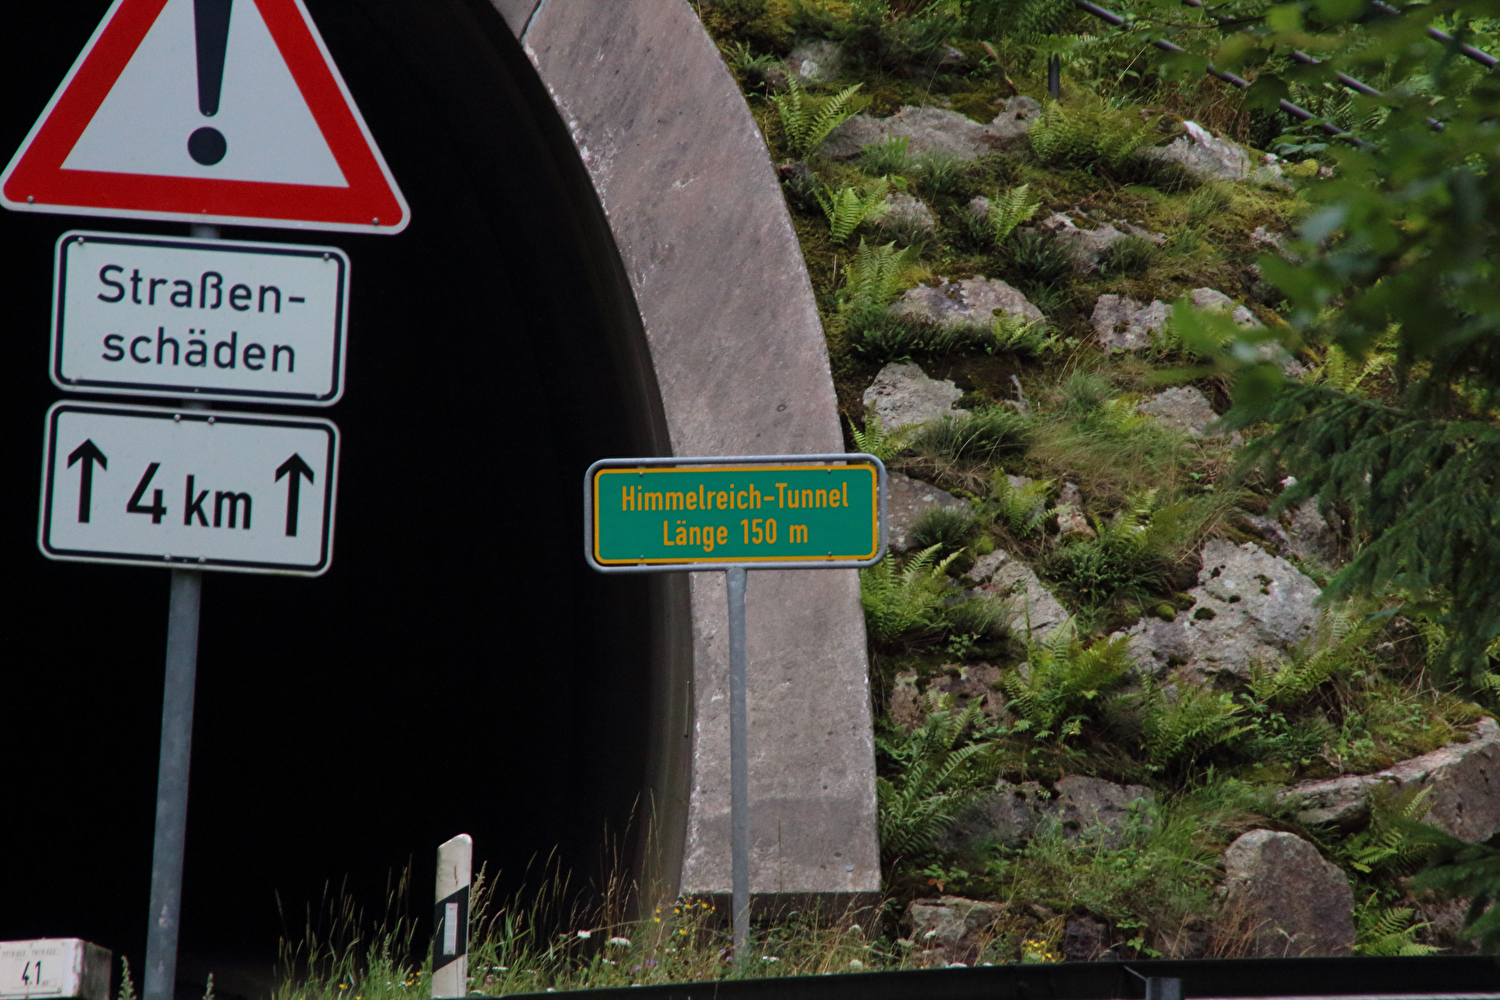 Straßen-
schäden
↑ 4 km ↑
Himmelreich-Tunnel
Länge 150 m
41